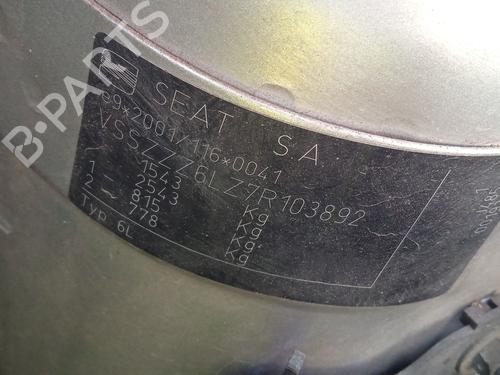 B-PARTS
SEAT S.A
e9*2001/116*0041
VSSZZZ6LZ7R103892
1543 Kg
2543 Kg
1 - 815 Kg
2 - 778 Kg
Typ 6L